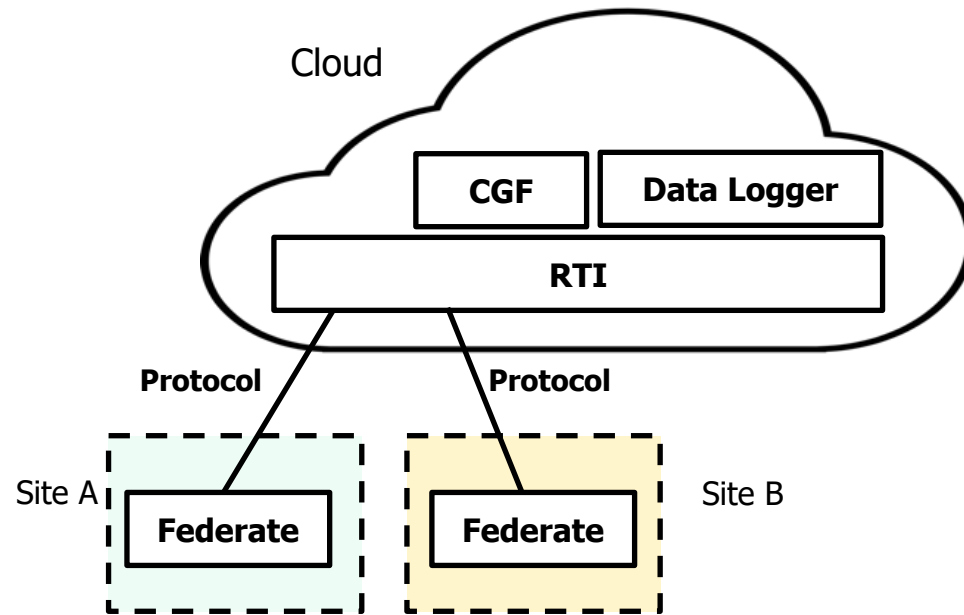 Cloud
CGF
Data Logger
RTI
Protocol
Protocol
Site A
Federate
Federate
Site B